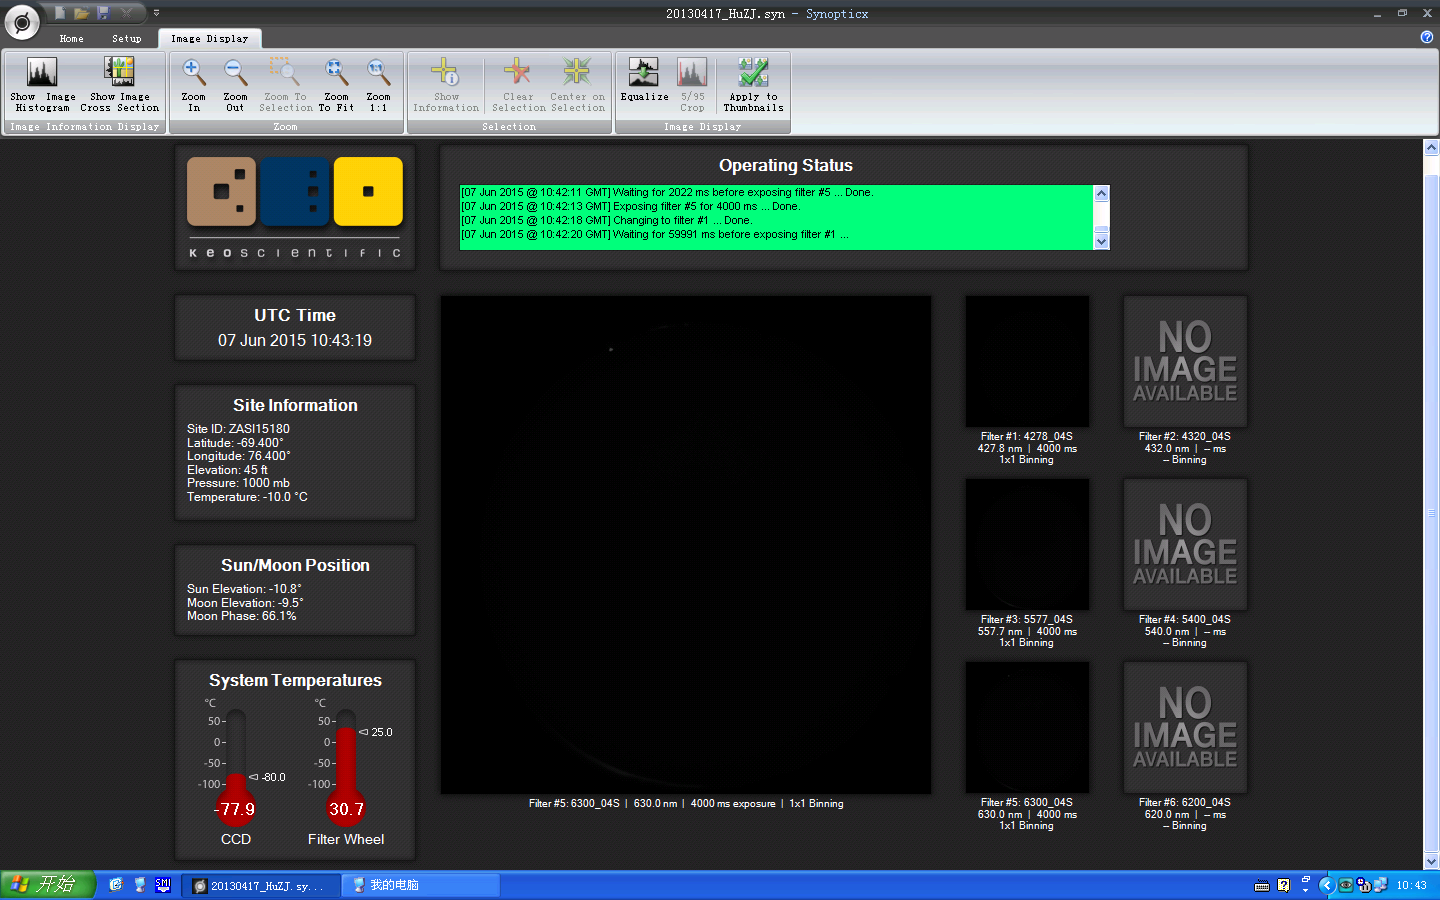 20130417_HuZJ.syn - Synopticx
Home Setup Image Display
Show Image Histogram
Show Image Cross Section
Zoom In
Zoom Out
Zoom To Selection
Zoom To Fit
Zoom 1:1
Show Information
Clear Selection
Center on Selection
Equalize
5/95 Crop
Apply to Thumbnails
Image Information Display
Zoom
Selection
Image Display
KEOSCIENTIFIC
Operating Status
[07 Jun 2015 @ 10:42:11 GMT] Waiting for 2022 ms before exposing filter #5 ... Done.
[07 Jun 2015 @ 10:42:13 GMT] Exposing filter #5 for 4000 ms ... Done.
[07 Jun 2015 @ 10:42:18 GMT] Changing to filter #1 ... Done.
[07 Jun 2015 @ 10:42:20 GMT] Waiting for 59991 ms before exposing filter #1 ...
UTC Time
07 Jun 2015 10:43:19
Site Information
Site ID: ZASI15180
Latitude: -69.400°
Longitude: 76.400°
Elevation: 45 ft
Pressure: 1000 mb
Temperature: -10.0 °C
Sun/Moon Position
Sun Elevation: -10.8°
Moon Elevation: -9.5°
Moon Phase: 66.1%
System Temperatures
°C
50
0
-50
-100
-80.0
-77.9
CCD
°C
50
0
-50
-100
25.0
30.7
Filter Wheel
Filter #5: 6300_04S | 630.0 nm | 4000 ms exposure | 1x1 Binning
Filter #1: 4278_04S
427.8 nm | 4000 ms
1x1 Binning
NO
IMAGE
AVAILABLE
Filter #2: 4320_04S
432.0 nm | -- ms
-- Binning
Filter #3: 5577_04S
557.7 nm | 4000 ms
1x1 Binning
NO
IMAGE
AVAILABLE
Filter #4: 5400_04S
540.0 nm | -- ms
-- Binning
Filter #5: 6300_04S
630.0 nm | 4000 ms
1x1 Binning
NO
IMAGE
AVAILABLE
Filter #6: 6200_04S
620.0 nm | -- ms
-- Binning
开始
SMI
20130417_HuZJ.sy...
我的电脑
10:43